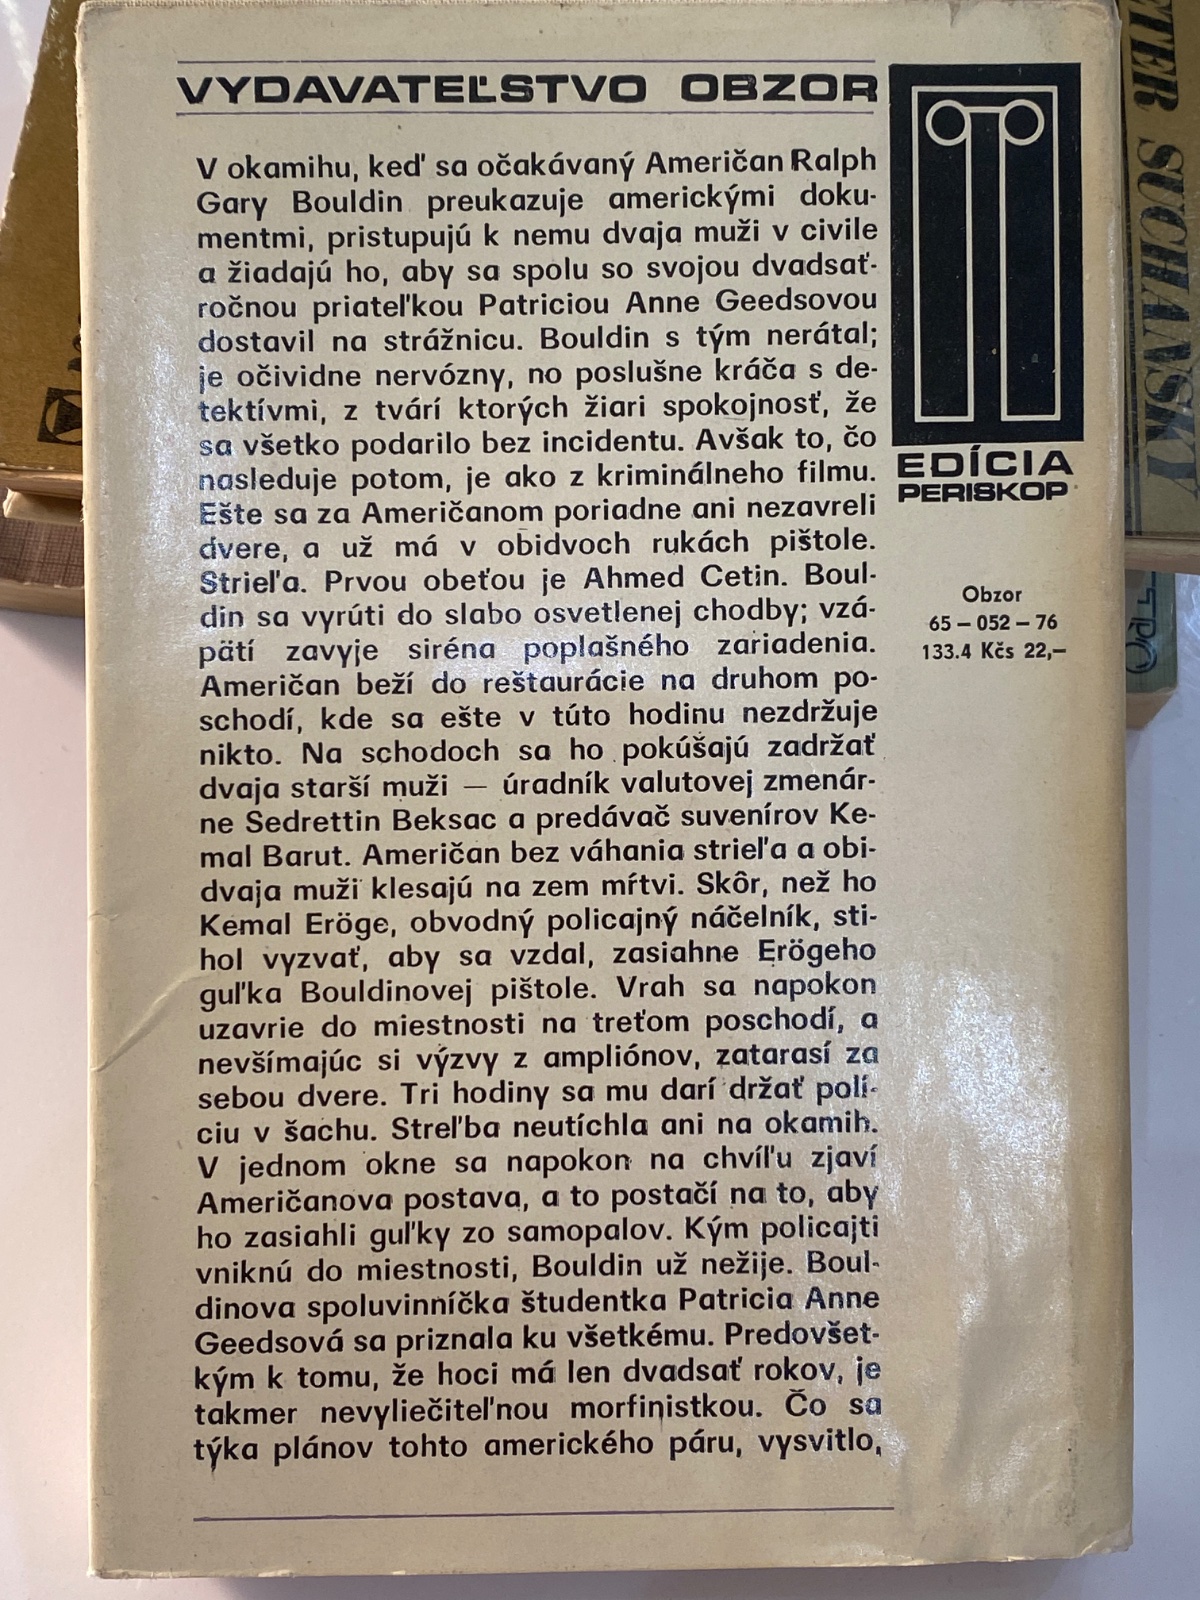 VYDAVATEĽSTVO OBZOR
V okamihu, keď sa očakávaný Američan Ralph
Gary Bouldin preukazuje americkými doku-
mentmi, pristupujú k nemu dvaja muži v civile
a žiadajú ho, aby sa spolu so svojou dvadsať-
ročnou priateľkou Patriciou Anne Geedsovou
dostavil na strážnicu. Bouldin s tým nerátal;
je očividne nervózny, no poslušne kráča s de-
tektívmi, z tvárí ktorých žiari spokojnosť, že
sa všetko podarilo bez incidentu. Avšak to, čo
nasleduje potom, je ako z kriminálneho filmu.
Ešte sa za Američanom poriadne ani nezavreli
dvere, a už má v obidvoch rukách pištole.
Strieľa. Prvou obeťou je Ahmed Cetin. Boul-
din sa vyrúti do slabo osvetlenej chodby; vzá-
pätí zavyje siréna poplašného zariadenia.
Američan beží do reštaurácie na druhom po-
schodí, kde sa ešte v túto hodinu nezdržuje
nikto. Na schodoch sa ho pokúšajú zadržať
dvaja starší muži — úradník valutovej zmenár-
ne Sedrettin Beksac a predávač suvenírov Ke-
mal Barut. Američan bez váhania strieľa a obi-
dvaja muži klesajú na zem mŕtvi. Skôr, než ho
Kemal Eröge, obvodný policajný náčelník, sti-
hol vyzvať, aby sa vzdal, zasiahne Erögeho
guľka Bouldinovej pištole. Vrah sa napokon
uzavrie do miestnosti na treťom poschodí, a
nevšímajúc si výzvy z ampliónov, zatarasí za
sebou dvere. Tri hodiny sa mu darí držať polí-
ciu v šachu. Streľba neutíchla ani na okamih.
V jednom okne sa napokon na chvíľu zjaví
Američanova postava, a to postačí na to, aby
ho zasiahli guľky zo samopalov. Kým policajti
vniknú do miestnosti, Bouldin už nežije. Boul-
dinova spoluvinníčka študentka Patricia Anne
Geedsová sa priznala ku všetkému. Predovšet-
kým k tomu, že hoci má len dvadsať rokov, je
takmer nevyliečiteľnou morfinistkou. Čo sa
týka plánov tohto amerického páru, vysvitlo,
EDÍCIA
PERISKOP
Obzor
65 – 052 – 76
133.4 Kčs 22,–
ETER SUCHANSKÝ